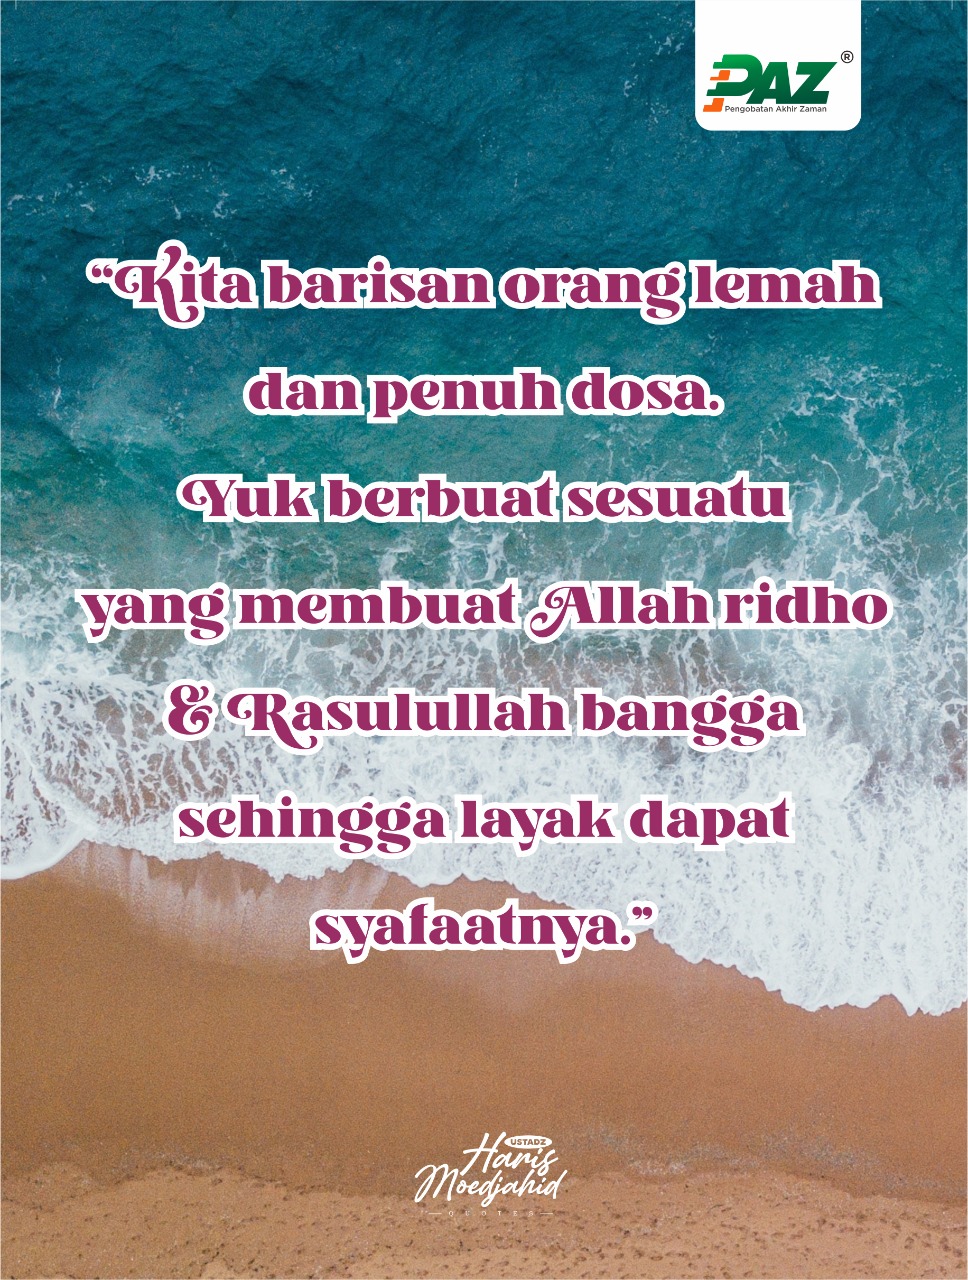 PAZ ®
Pengobatan Akhir Zaman
“Kita barisan orang lemah
dan penuh dosa.
Yuk berbuat sesuatu
yang membuat Allah ridho
& Rasulullah bangga
sehingga layak dapat
syafaatnya.”
USTADZ
Haris
Moedjahid
QUOTES